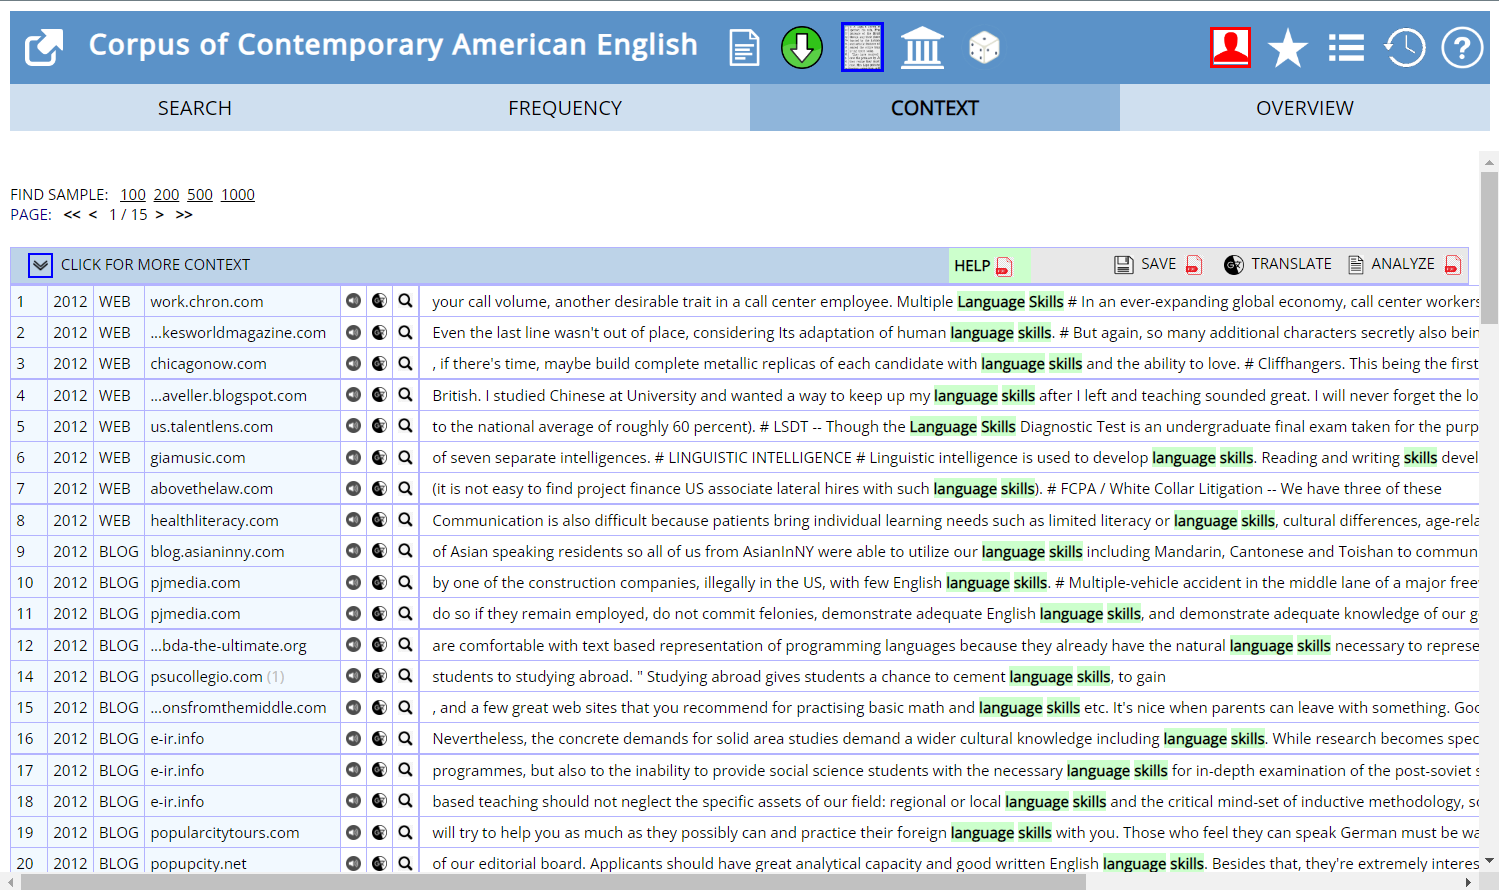 Corpus of Contemporary American English
SEARCH FREQUENCY CONTEXT OVERVIEW
FIND SAMPLE: 100 200 500 1000
PAGE: << < 1 / 15 > >>
CLICK FOR MORE CONTEXT HELP SAVE TRANSLATE ANALYZE
1 2012 WEB work.chron.com your call volume, another desirable trait in a call center employee. Multiple Language Skills # In an ever-expanding global economy, call center workers
2 2012 WEB ...kesworldmagazine.com Even the last line wasn't out of place, considering Its adaptation of human language skills. # But again, so many additional characters secretly also bein
3 2012 WEB chicagonow.com , if there's time, maybe build complete metallic replicas of each candidate with language skills and the ability to love. # Cliffhangers. This being the first
4 2012 WEB ...aveller.blogspot.com British. I studied Chinese at University and wanted a way to keep up my language skills after I left and teaching sounded great. I will never forget the lo
5 2012 WEB us.talentlens.com to the national average of roughly 60 percent). # LSDT -- Though the Language Skills Diagnostic Test is an undergraduate final exam taken for the purp
6 2012 WEB giamusic.com of seven separate intelligences. # LINGUISTIC INTELLIGENCE # Linguistic intelligence is used to develop language skills. Reading and writing skills devel
7 2012 WEB abovethelaw.com (it is not easy to find project finance US associate lateral hires with such language skills). # FCPA / White Collar Litigation -- We have three of these
8 2012 WEB healthliteracy.com Communication is also difficult because patients bring individual learning needs such as limited literacy or language skills, cultural differences, age-rela
9 2012 BLOG blog.asianinny.com of Asian speaking residents so all of us from AsianInNY were able to utilize our language skills including Mandarin, Cantonese and Toishan to commun
10 2012 BLOG pjmedia.com by one of the construction companies, illegally in the US, with few English language skills. # Multiple-vehicle accident in the middle lane of a major free
11 2012 BLOG pjmedia.com do so if they remain employed, do not commit felonies, demonstrate adequate English language skills, and demonstrate adequate knowledge of our g
12 2012 BLOG ...bda-the-ultimate.org are comfortable with text based representation of programming languages because they already have the natural language skills necessary to represe
14 2012 BLOG psucollegio.com (1) students to studying abroad. " Studying abroad gives students a chance to cement language skills, to gain
15 2012 BLOG ...onsfromthemiddle.com , and a few great web sites that you recommend for practising basic math and language skills etc. It's nice when parents can leave with something. Goo
16 2012 BLOG e-ir.info Nevertheless, the concrete demands for solid area studies demand a wider cultural knowledge including language skills. While research becomes spec
17 2012 BLOG e-ir.info programmes, but also to the inability to provide social science students with the necessary language skills for in-depth examination of the post-soviet s
18 2012 BLOG e-ir.info based teaching should not neglect the specific assets of our field: regional or local language skills and the critical mind-set of inductive methodology, so
19 2012 BLOG popularcitytours.com will try to help you as much as they possibly can and practice their foreign language skills with you. Those who feel they can speak German must be wa
20 2012 BLOG popupcity.net of our editorial board. Applicants should have great analytical capacity and good written English language skills. Besides that, they're extremely interes